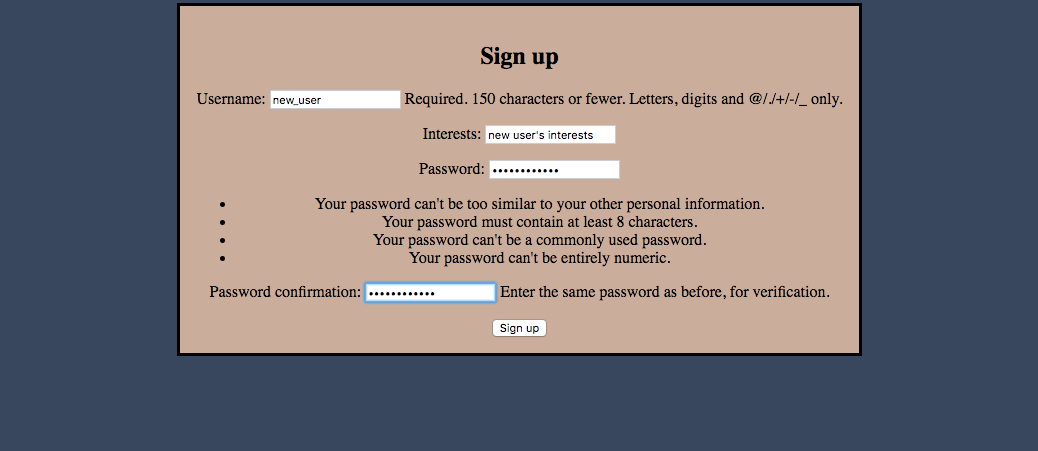 Sign up
Username: new_user Required. 150 characters or fewer. Letters, digits and @/./+/-/_ only.
Interests: new user's interests
Password: ••••••••••••
• Your password can't be too similar to your other personal information.
• Your password must contain at least 8 characters.
• Your password can't be a commonly used password.
• Your password can't be entirely numeric.
Password confirmation: •••••••••••• Enter the same password as before, for verification.
Sign up